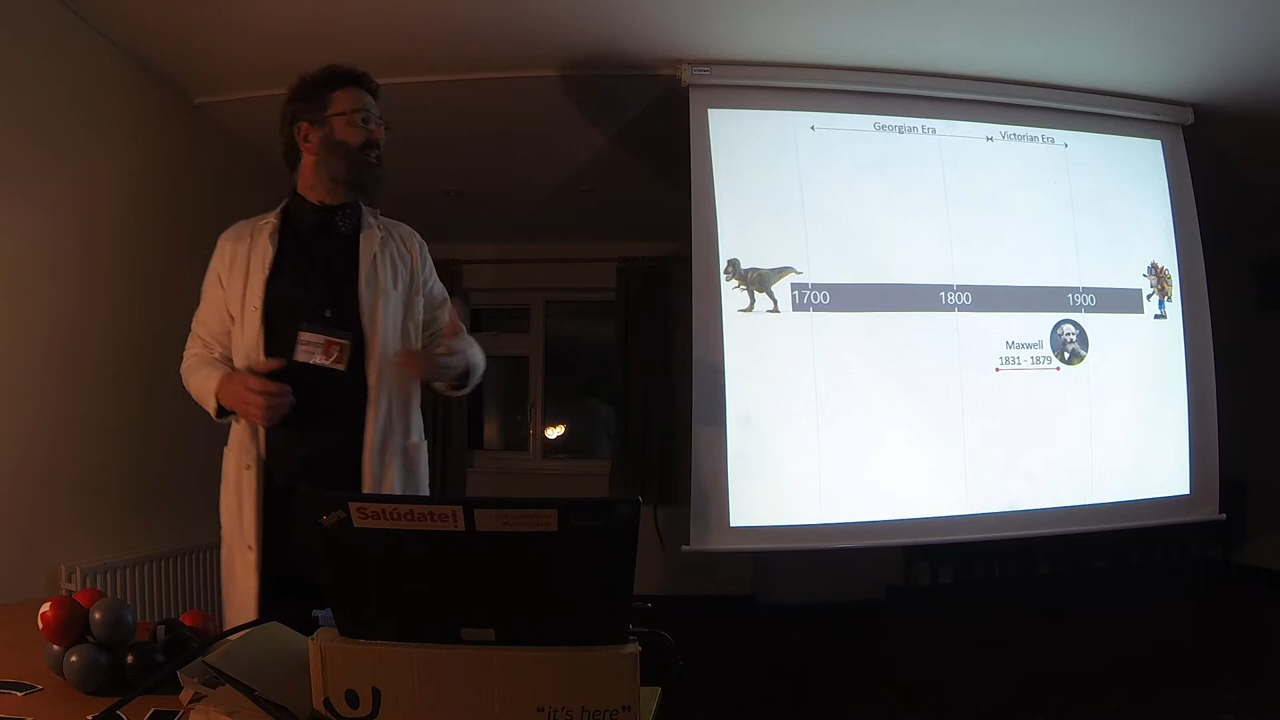 Georgian Era
Victorian Era
1700
1800
1900
Maxwell
1831 - 1879
Salúdate!
"it's here"